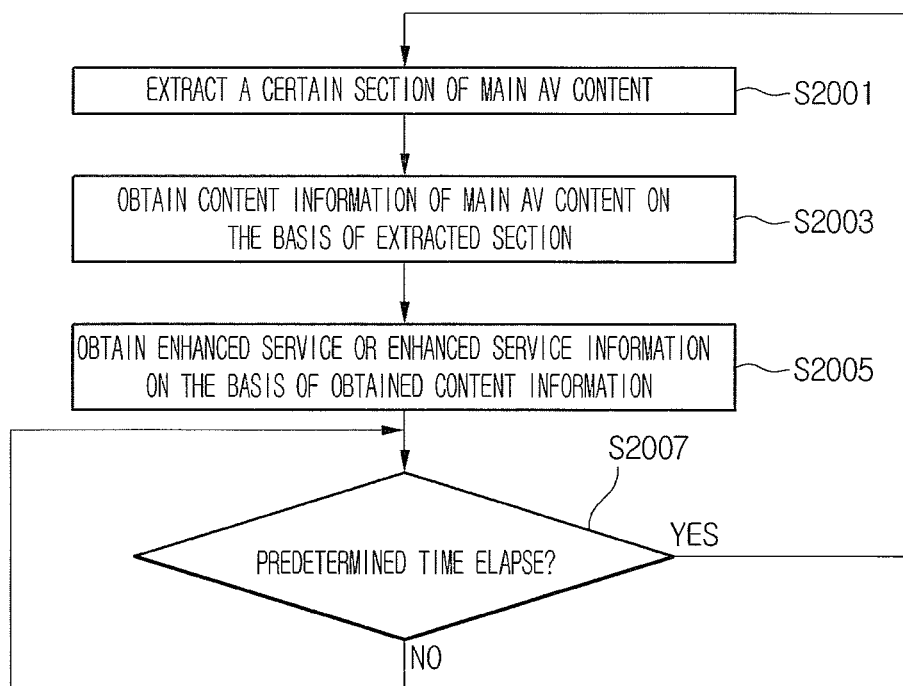 EXTRACT A CERTAIN SECTION OF MAIN AV CONTENT
S2001
OBTAIN CONTENT INFORMATION OF MAIN AV CONTENT ON
THE BASIS OF EXTRACTED SECTION
S2003
OBTAIN ENHANCED SERVICE OR ENHANCED SERVICE INFORMATION
ON THE BASIS OF OBTAINED CONTENT INFORMATION
S2005
S2007
PREDETERMINED TIME ELAPSE?
YES
NO